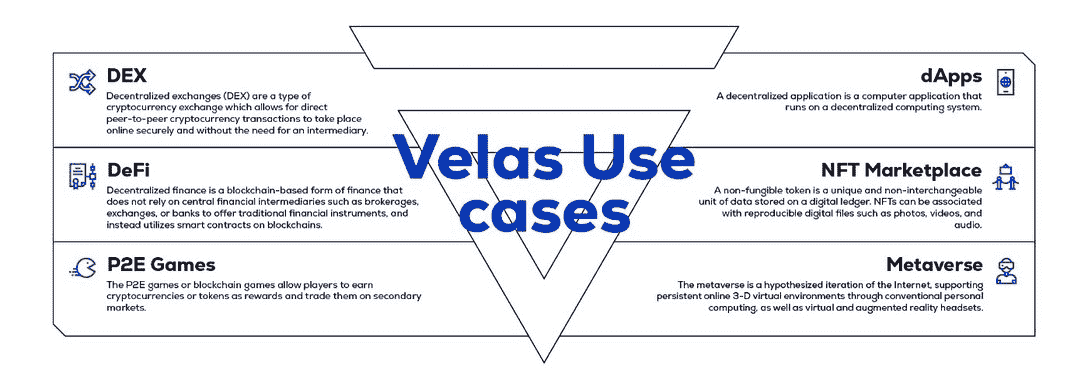 Velas Use
cases
DEX
Decentralized exchanges (DEX) are a type of
cryptocurrency exchange which allows for direct
peer-to-peer cryptocurrency transactions to take place
online securely and without the need for an intermediary.
DeFi
Decentralized finance is a blockchain-based form of finance that
does not rely on central financial intermediaries such as brokerages,
exchanges, or banks to offer traditional financial instruments, and
instead utilizes smart contracts on blockchains.
P2E Games
The P2E games or blockchain games allow players to earn
cryptocurrencies or tokens as rewards and trade them on secondary
markets.
dApps
A decentralized application is a computer application that
runs on a decentralized computing system.
NFT Marketplace
A non-fungible token is a unique and non-interchangeable
unit of data stored on a digital ledger. NFTs can be associated
with reproducible digital files such as photos, videos, and
audio.
Metaverse
The metaverse is a hypothesized iteration of the Internet, supporting
persistent online 3-D virtual environments through conventional personal
computing, as well as virtual and augmented reality headsets.